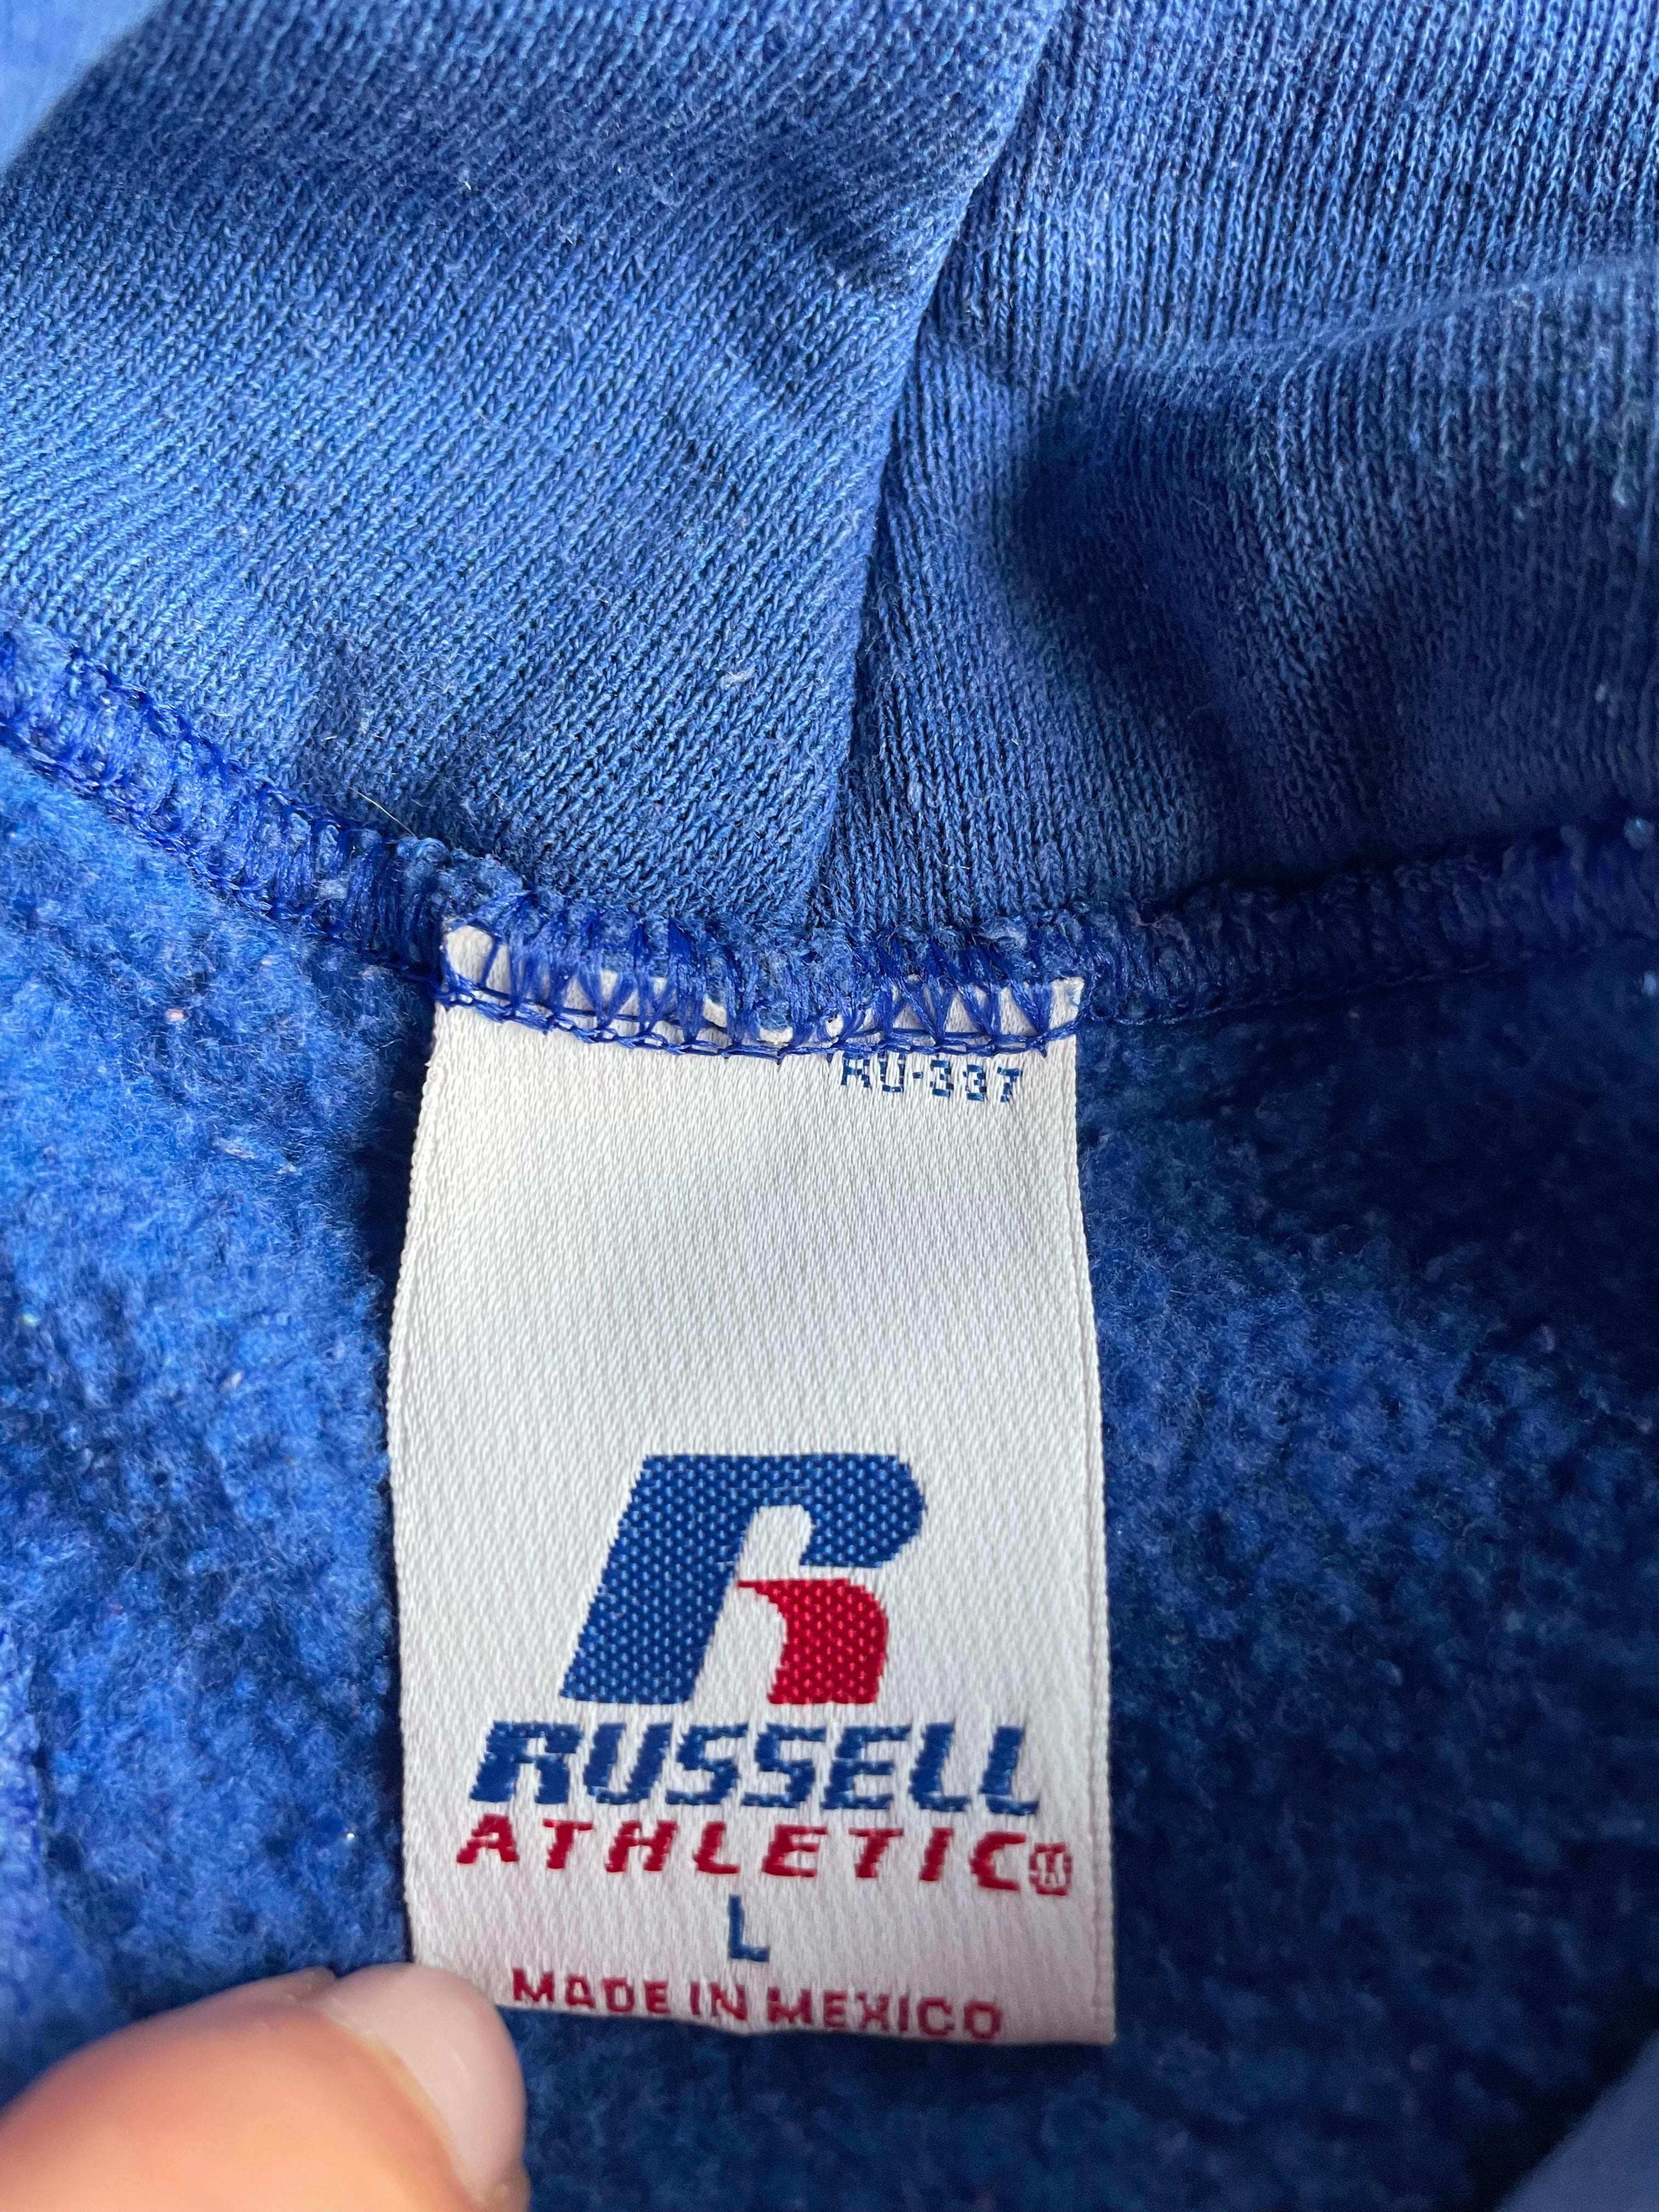 RU-337
R
RUSSELL
ATHLETIC®
L
MADE IN MEXICO